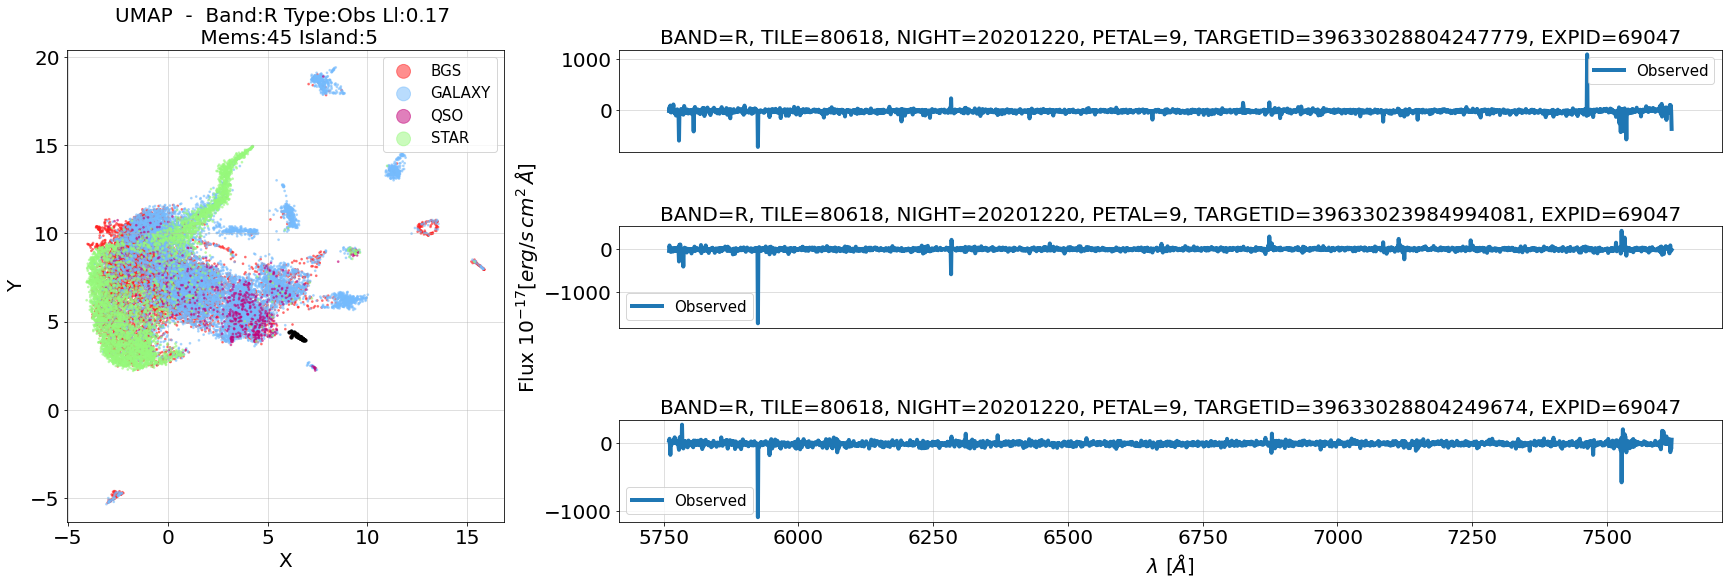 UMAP - Band:R Type:Obs Ll:0.17
Mems:45 Island:5
BGS
GALAXY
QSO
STAR
20
15
10
5
0
−5
Y
−5 0 5 10 15
X
Flux 10⁻¹⁷[erg/s cm² Å]
BAND=R, TILE=80618, NIGHT=20201220, PETAL=9, TARGETID=39633028804247779, EXPID=69047
1000
0
Observed
BAND=R, TILE=80618, NIGHT=20201220, PETAL=9, TARGETID=39633023984994081, EXPID=69047
0
−1000
Observed
BAND=R, TILE=80618, NIGHT=20201220, PETAL=9, TARGETID=39633028804249674, EXPID=69047
0
−1000
Observed
5750 6000 6250 6500 6750 7000 7250 7500
λ [Å]